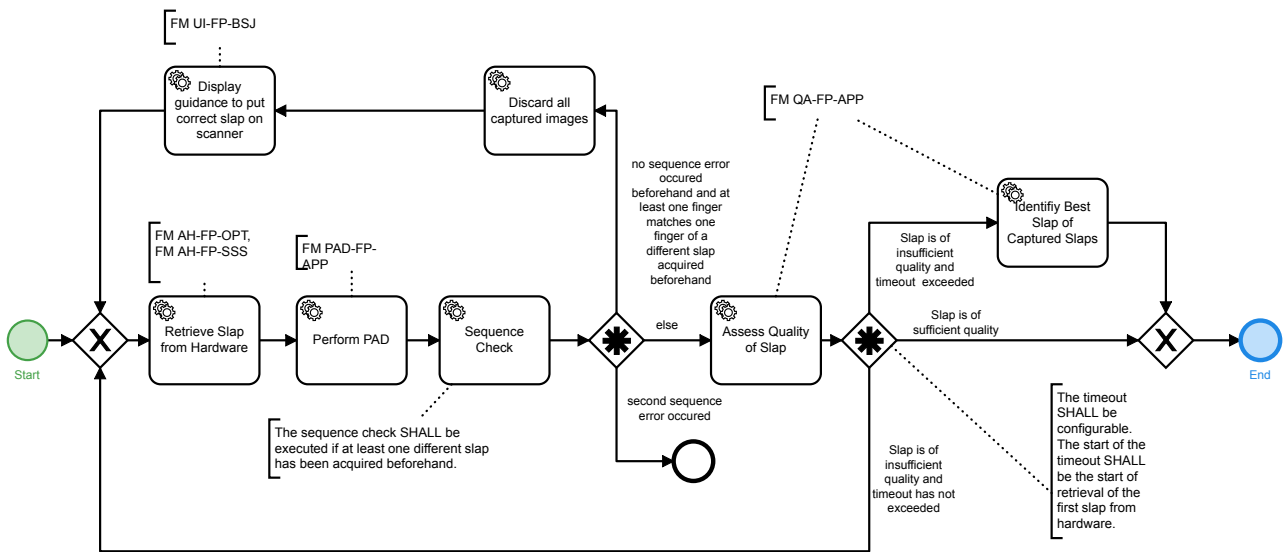 FM UI-FP-BSJ
Display
guidance to put
correct slap on
scanner
Discard all
captured images
FM QA-FP-APP
no sequence error
occured
beforehand and at
least one finger
matches one
finger of a
different slap
acquired
beforehand
Identifiy Best
Slap of
Captured Slaps
FM AH-FP-OPT,
FM AH-FP-SSS
FM PAD-FP-
APP
Slap is of
insufficient
quality and
timeout exceeded
Start
Retrieve Slap
from Hardware
Perform PAD
Sequence
Check
else
Assess Quality
of Slap
Slap is of
sufficient quality
End
second sequence
error occured
The sequence check SHALL be
executed if at least one different slap
has been acquired beforehand.
Slap is of
insufficient
quality and
timeout has not
exceeded
The timeout
SHALL be
configurable.
The start of the
timeout SHALL
be the start of
retrieval of the
first slap from
hardware.